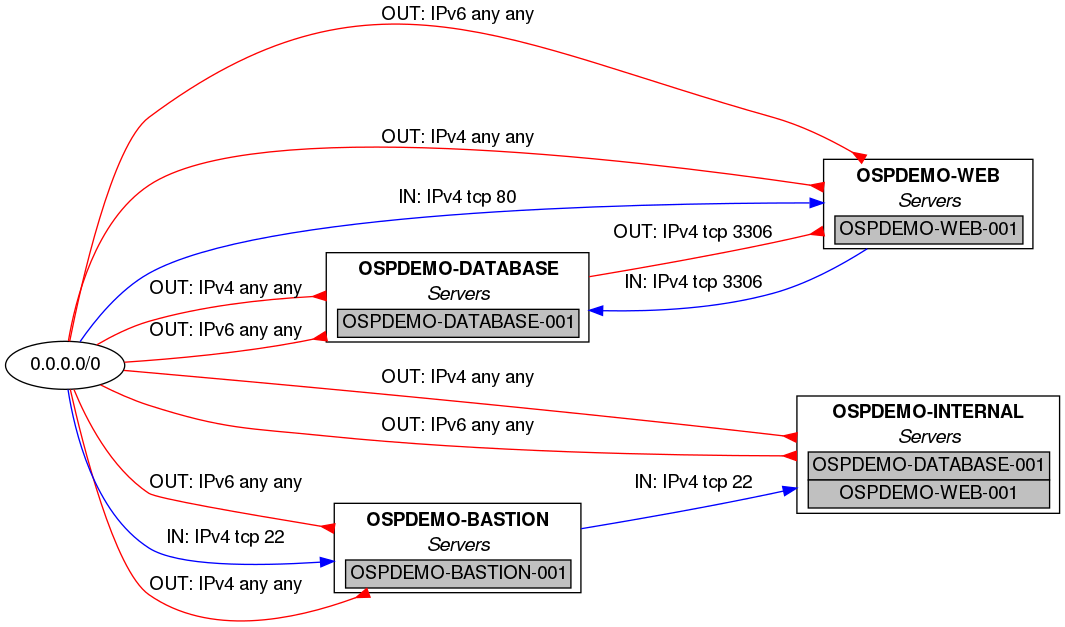 OUT: IPv6 any any
OUT: IPv4 any any
IN: IPv4 tcp 80
OSPDEMO-WEB
Servers
OSPDEMO-WEB-001
OUT: IPv4 tcp 3306
IN: IPv4 tcp 3306
OSPDEMO-DATABASE
Servers
OSPDEMO-DATABASE-001
OUT: IPv4 any any
OUT: IPv6 any any
0.0.0.0/0
OUT: IPv4 any any
OUT: IPv6 any any
OSPDEMO-INTERNAL
Servers
OSPDEMO-DATABASE-001
OSPDEMO-WEB-001
OUT: IPv6 any any
IN: IPv4 tcp 22
IN: IPv4 tcp 22
OUT: IPv4 any any
OSPDEMO-BASTION
Servers
OSPDEMO-BASTION-001